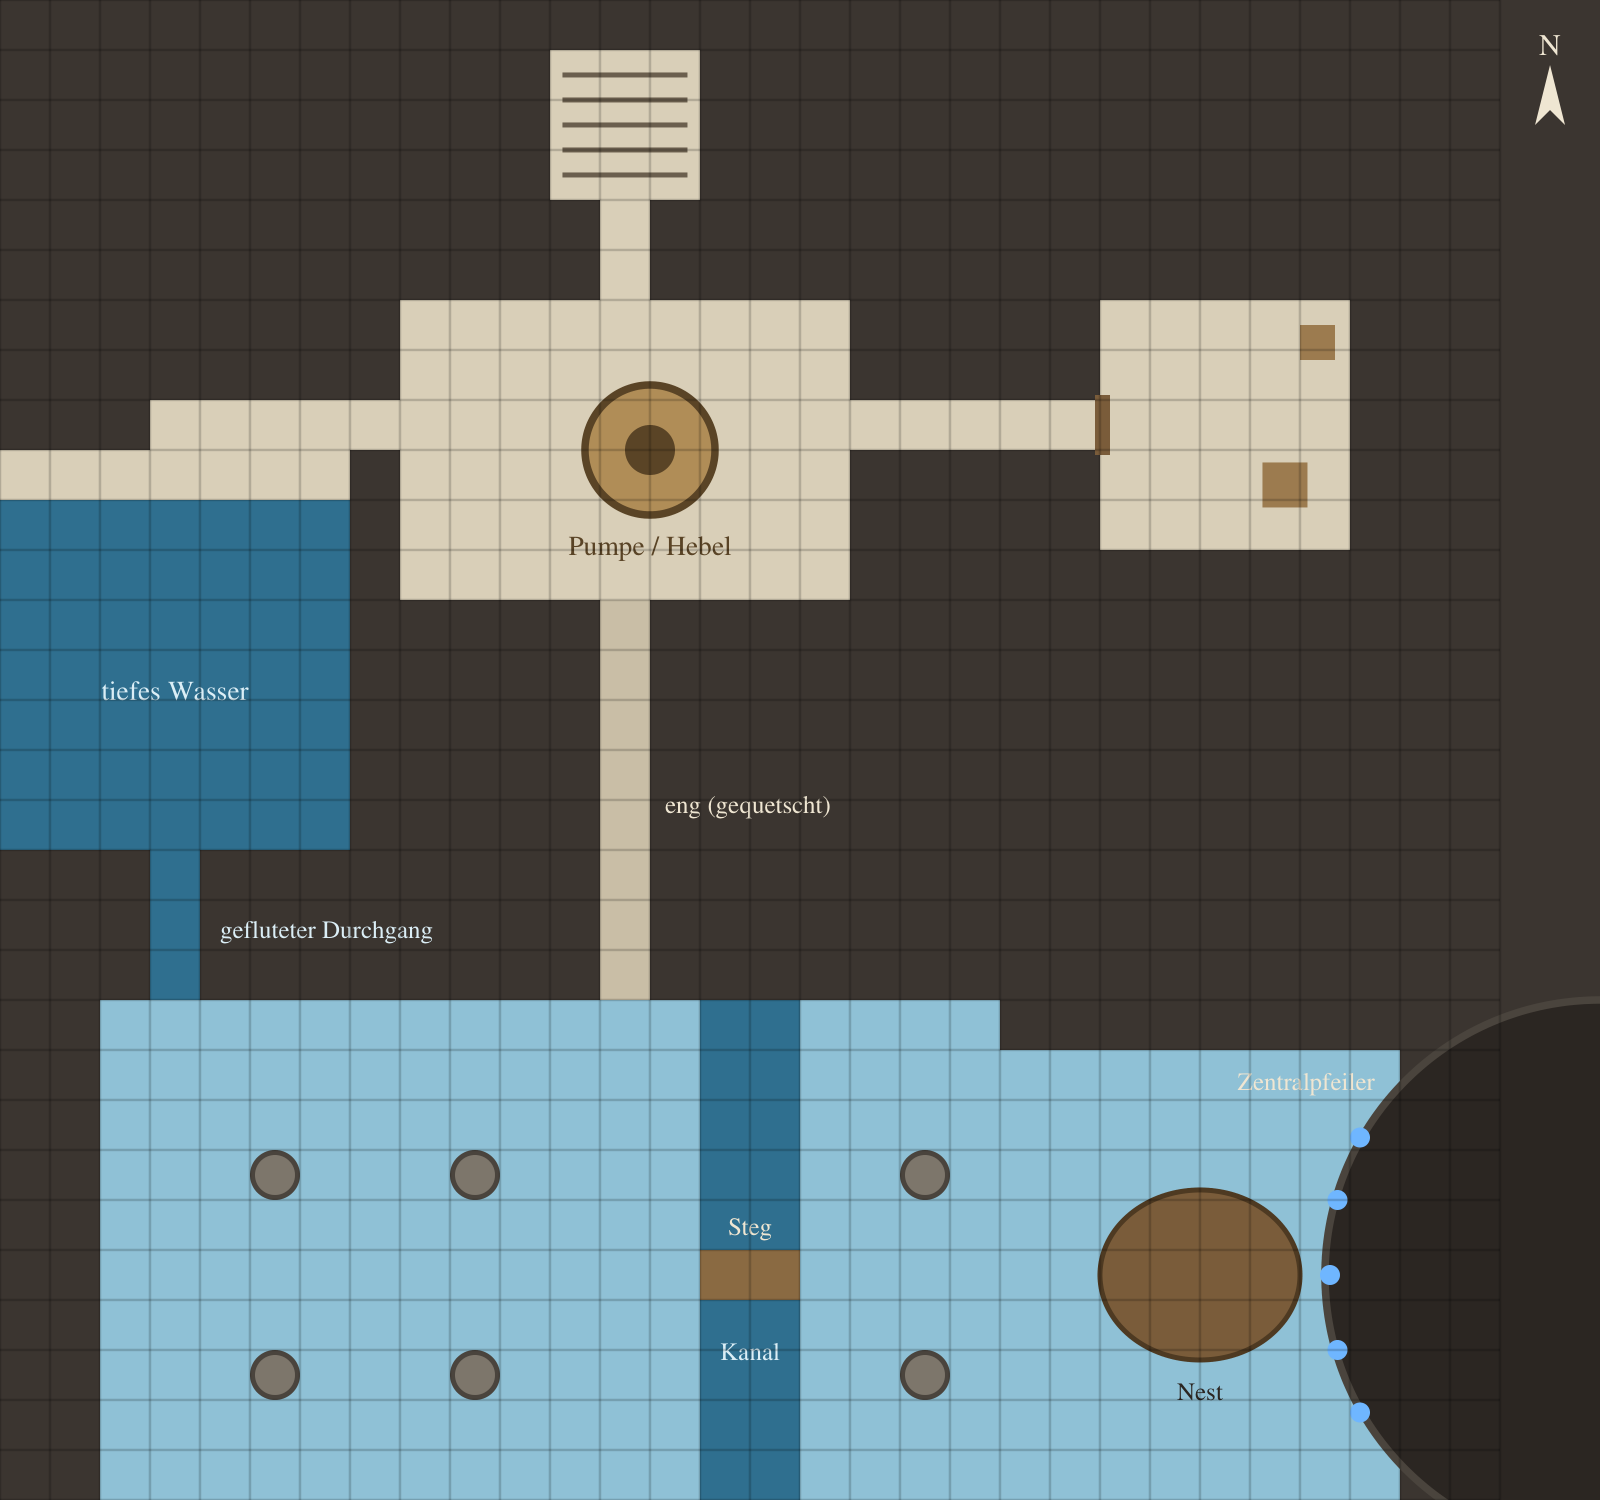 N
Pumpe / Hebel
tiefes Wasser
eng (gequetscht)
gefluteter Durchgang
Zentralpfeiler
Steg
Kanal
Nest